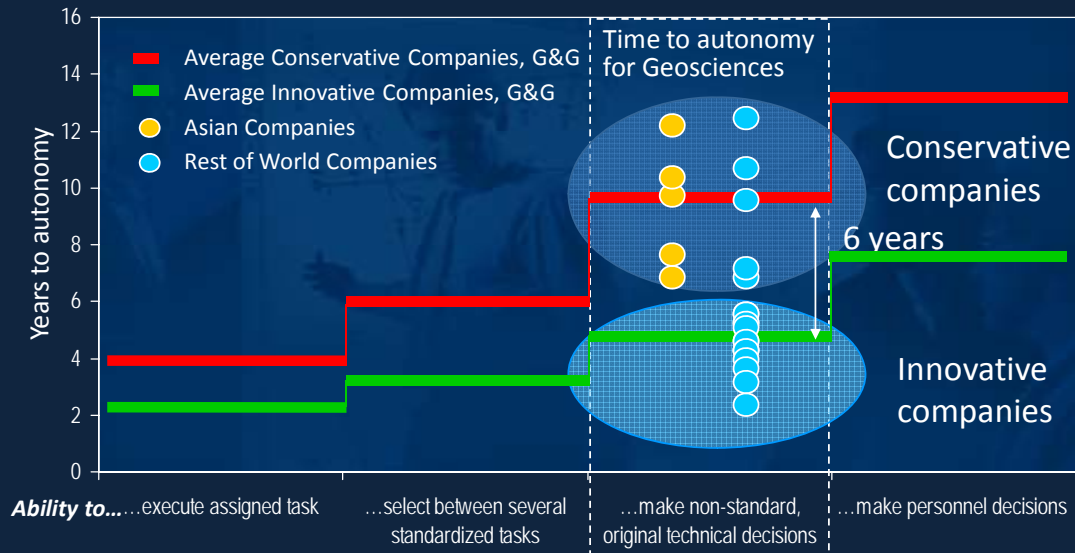 16
14
12
10
8
6
4
2
0
Years to autonomy
Average Conservative Companies, G&G
Average Innovative Companies, G&G
Asian Companies
Rest of World Companies
Time to autonomy
for Geosciences
Conservative
companies
6 years
Innovative
companies
Ability to...
...execute assigned task
...select between several
standardized tasks
...make non-standard,
original technical decisions
...make personnel decisions